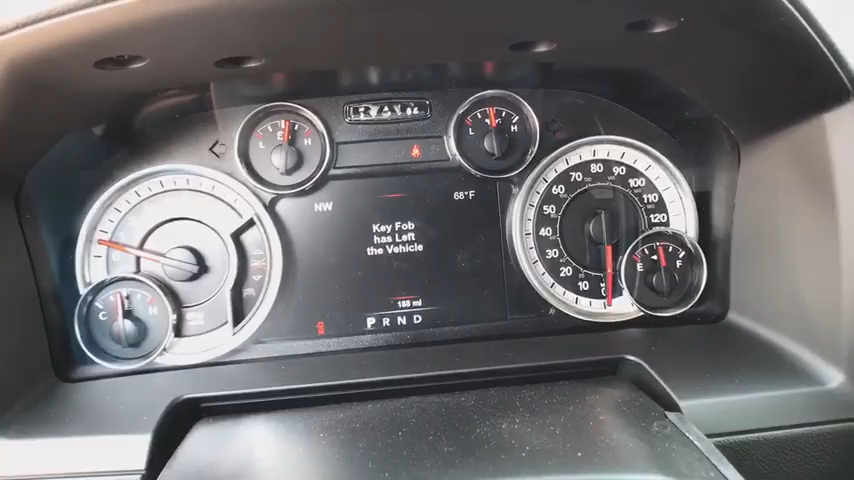 RAM
L E H
L H
NW
68°F
Key Fob
has Left
the Vehicle
188 mi
P R N D
C H
10 20 30 40 50 60 70 80 90 100 110 120
E F